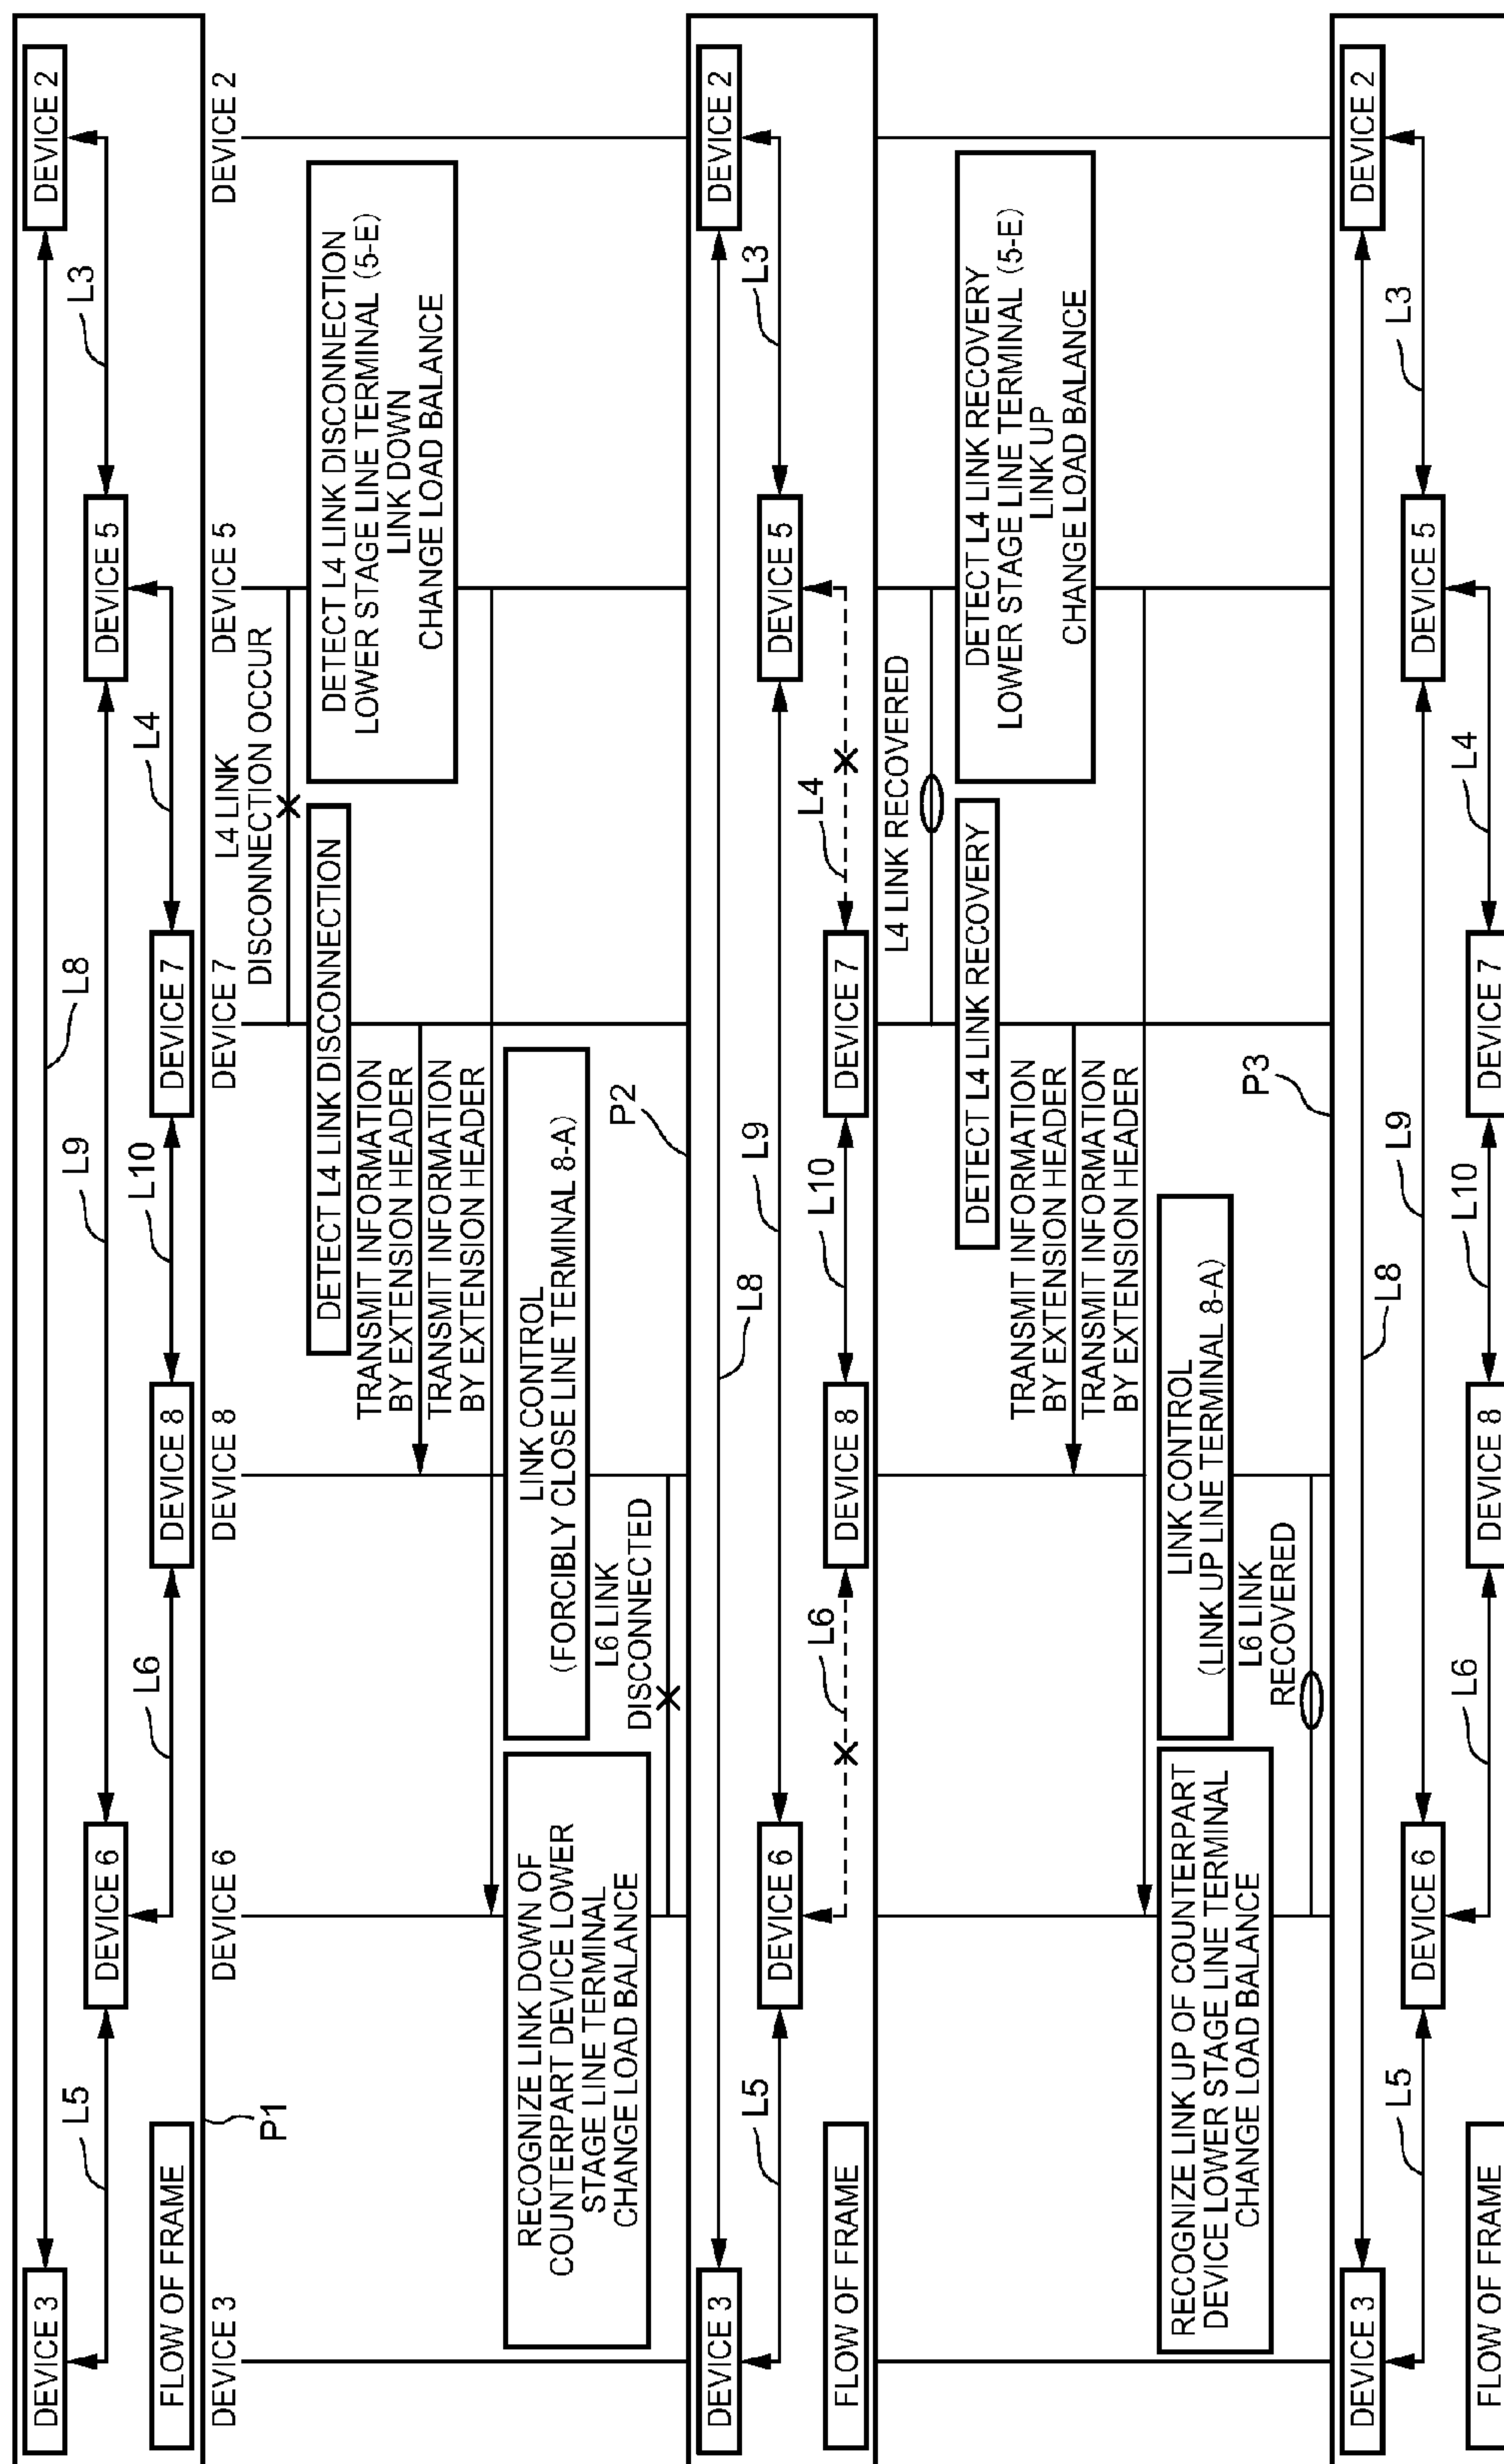 DEVICE 3
L5
DEVICE 6
L9
L8
L3
DEVICE 2
L6
DEVICE 8
L10
DEVICE 7
L4
DEVICE 5
FLOW OF FRAME
P1
DEVICE 3
DEVICE 6
DEVICE 8
DEVICE 7
DEVICE 5
DEVICE 2
L4 LINK
DISCONNECTION OCCUR
DETECT L4 LINK DISCONNECTION
DETECT L4 LINK DISCONNECTION
LOWER STAGE LINE TERMINAL (5-E)
LINK DOWN
CHANGE LOAD BALANCE
TRANSMIT INFORMATION
BY EXTENSION HEADER
TRANSMIT INFORMATION
BY EXTENSION HEADER
RECOGNIZE LINK DOWN OF
COUNTERPART DEVICE LOWER
STAGE LINE TERMINAL
CHANGE LOAD BALANCE
LINK CONTROL
(FORCIBLY CLOSE LINE TERMINAL 8-A)
L6 LINK
DISCONNECTED
P2
DEVICE 3
L5
DEVICE 6
L8
L9
L3
DEVICE 2
FLOW OF FRAME
L6
DEVICE 8
L10
DEVICE 7
L4
DEVICE 5
L4 LINK RECOVERED
DETECT L4 LINK RECOVERY
DETECT L4 LINK RECOVERY
LOWER STAGE LINE TERMINAL (5-E)
LINK UP
CHANGE LOAD BALANCE
TRANSMIT INFORMATION
BY EXTENSION HEADER
TRANSMIT INFORMATION
BY EXTENSION HEADER
RECOGNIZE LINK UP OF COUNTERPART
DEVICE LOWER STAGE LINE TERMINAL
CHANGE LOAD BALANCE
LINK CONTROL
(LINK UP LINE TERMINAL 8-A)
L6 LINK
RECOVERED
P3
DEVICE 3
L5
DEVICE 6
L8
L9
L3
DEVICE 2
FLOW OF FRAME
L6
DEVICE 8
L10
DEVICE 7
L4
DEVICE 5